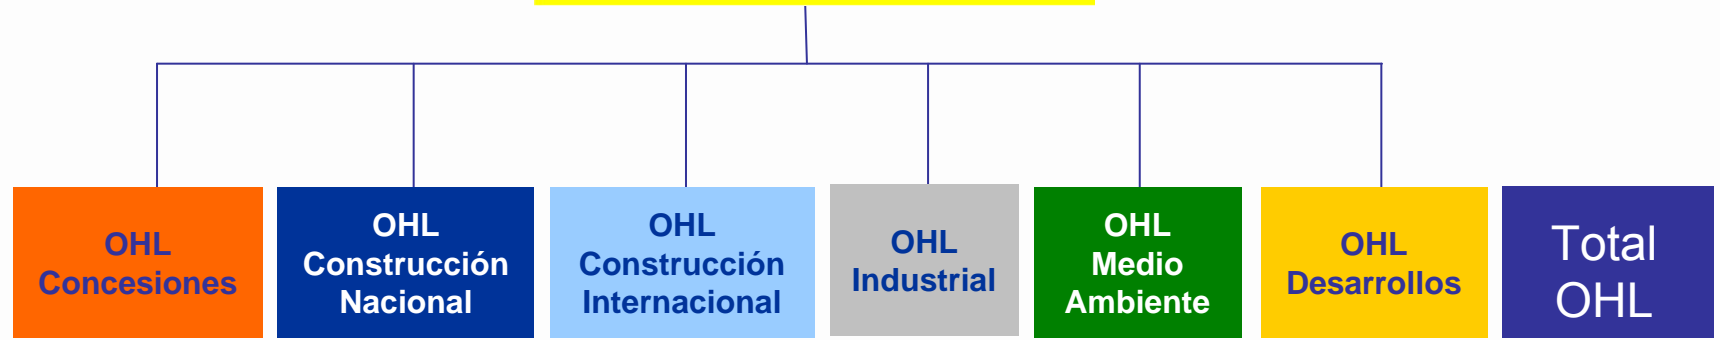 OHL
Concesiones
OHL
Construcción
Nacional
OHL
Construcción
Internacional
OHL
Industrial
OHL
Medio
Ambiente
OHL
Desarrollos
Total
OHL